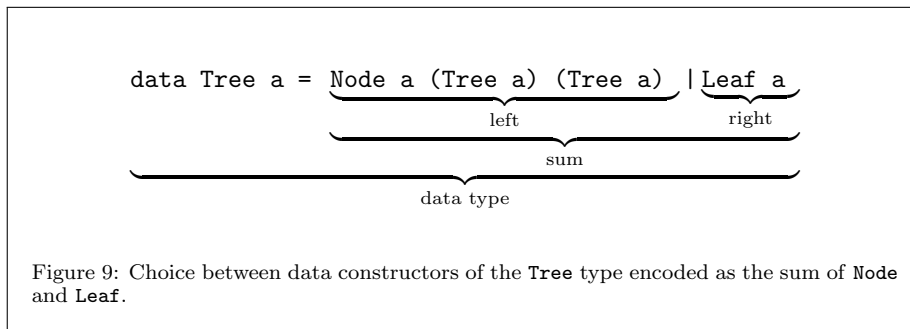 data Tree a = Node a (Tree a) (Tree a) | Leaf a
left right
sum
data type
Figure 9: Choice between data constructors of the Tree type encoded as the sum of Node
and Leaf.